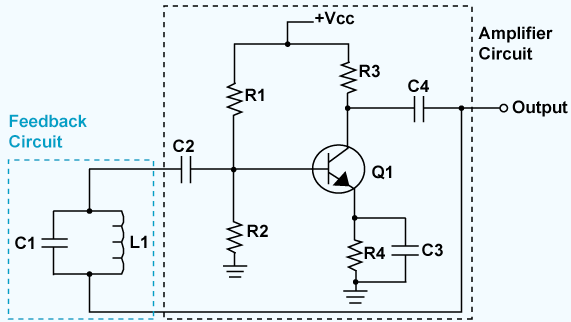 +Vcc
Amplifier
Circuit
R3
C4
R1
Output
Feedback
Circuit
C2
Q1
R2
C1
L1
R4
C3